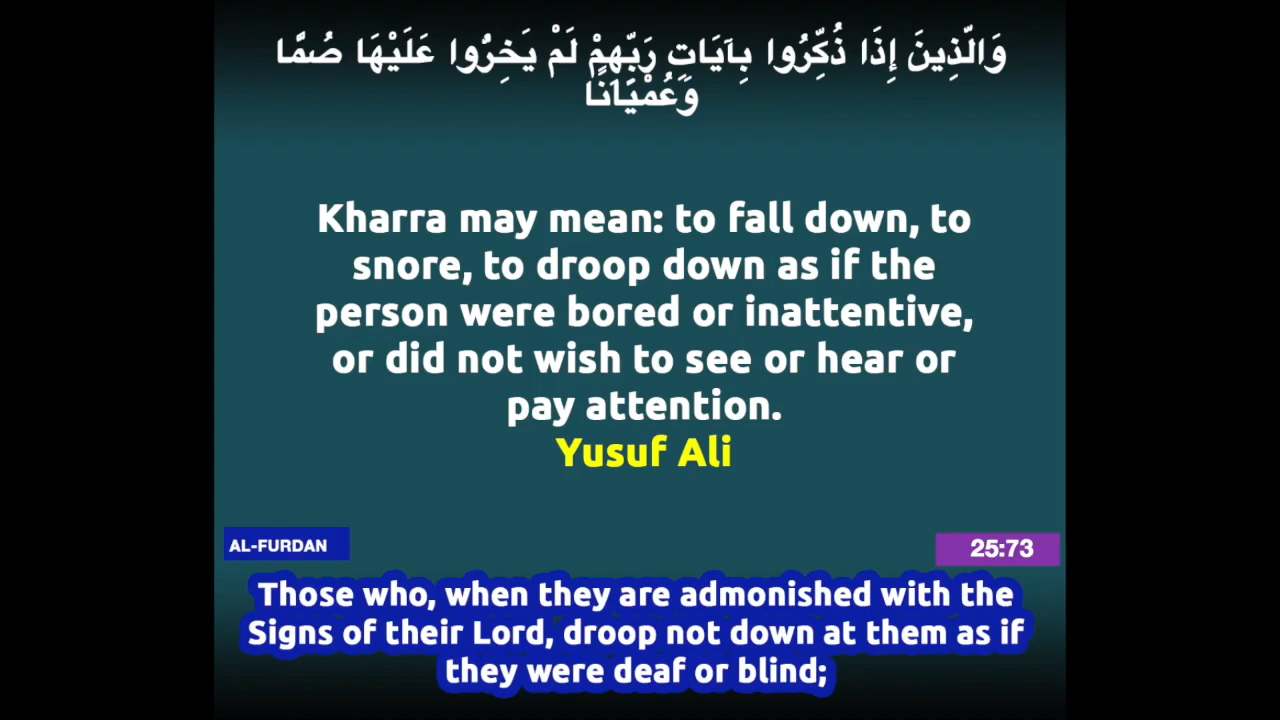 وَالَّذِينَ إِذَا ذُكِّرُوا بِآيَاتِ رَبِّهِمْ لَمْ يَخِرُّوا عَلَيْهَا صُمًّا
وَعُمْيَانًا
Kharra may mean: to fall down, to
snore, to droop down as if the
person were bored or inattentive,
or did not wish to see or hear or
pay attention.
Yusuf Ali
AL-FURDAN
25:73
Those who, when they are admonished with the
Signs of their Lord, droop not down at them as if
they were deaf or blind;